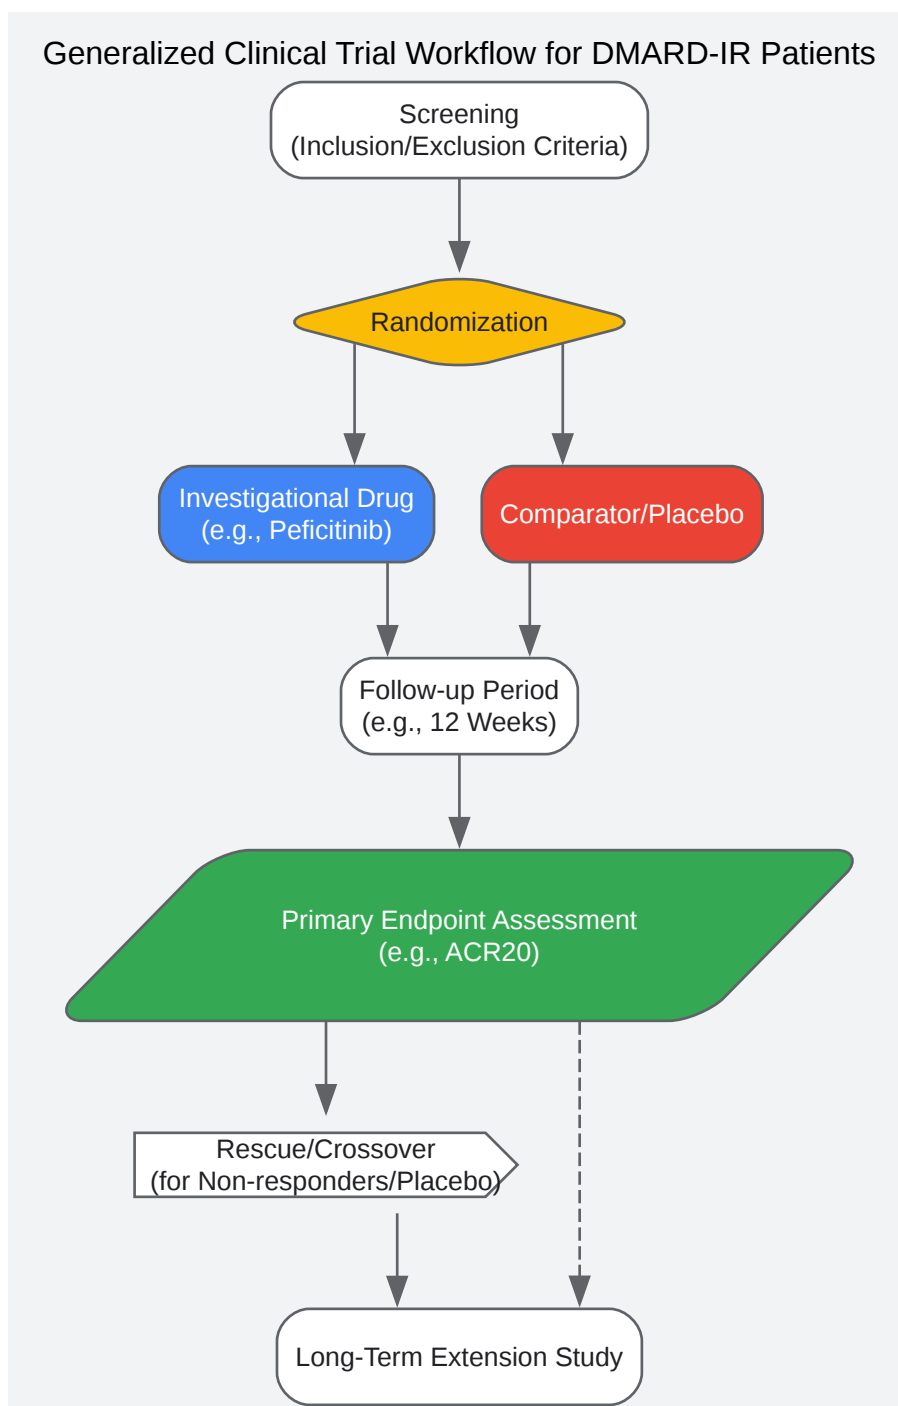 Generalized Clinical Trial Workflow for DMARD-IR Patients
Screening
(Inclusion/Exclusion Criteria)
Randomization
Investigational Drug
(e.g., Peficitinib)
Comparator/Placebo
Follow-up Period
(e.g., 12 Weeks)
Primary Endpoint Assessment
(e.g., ACR20)
Rescue/Crossover
(for Non-responders/Placebo)
Long-Term Extension Study